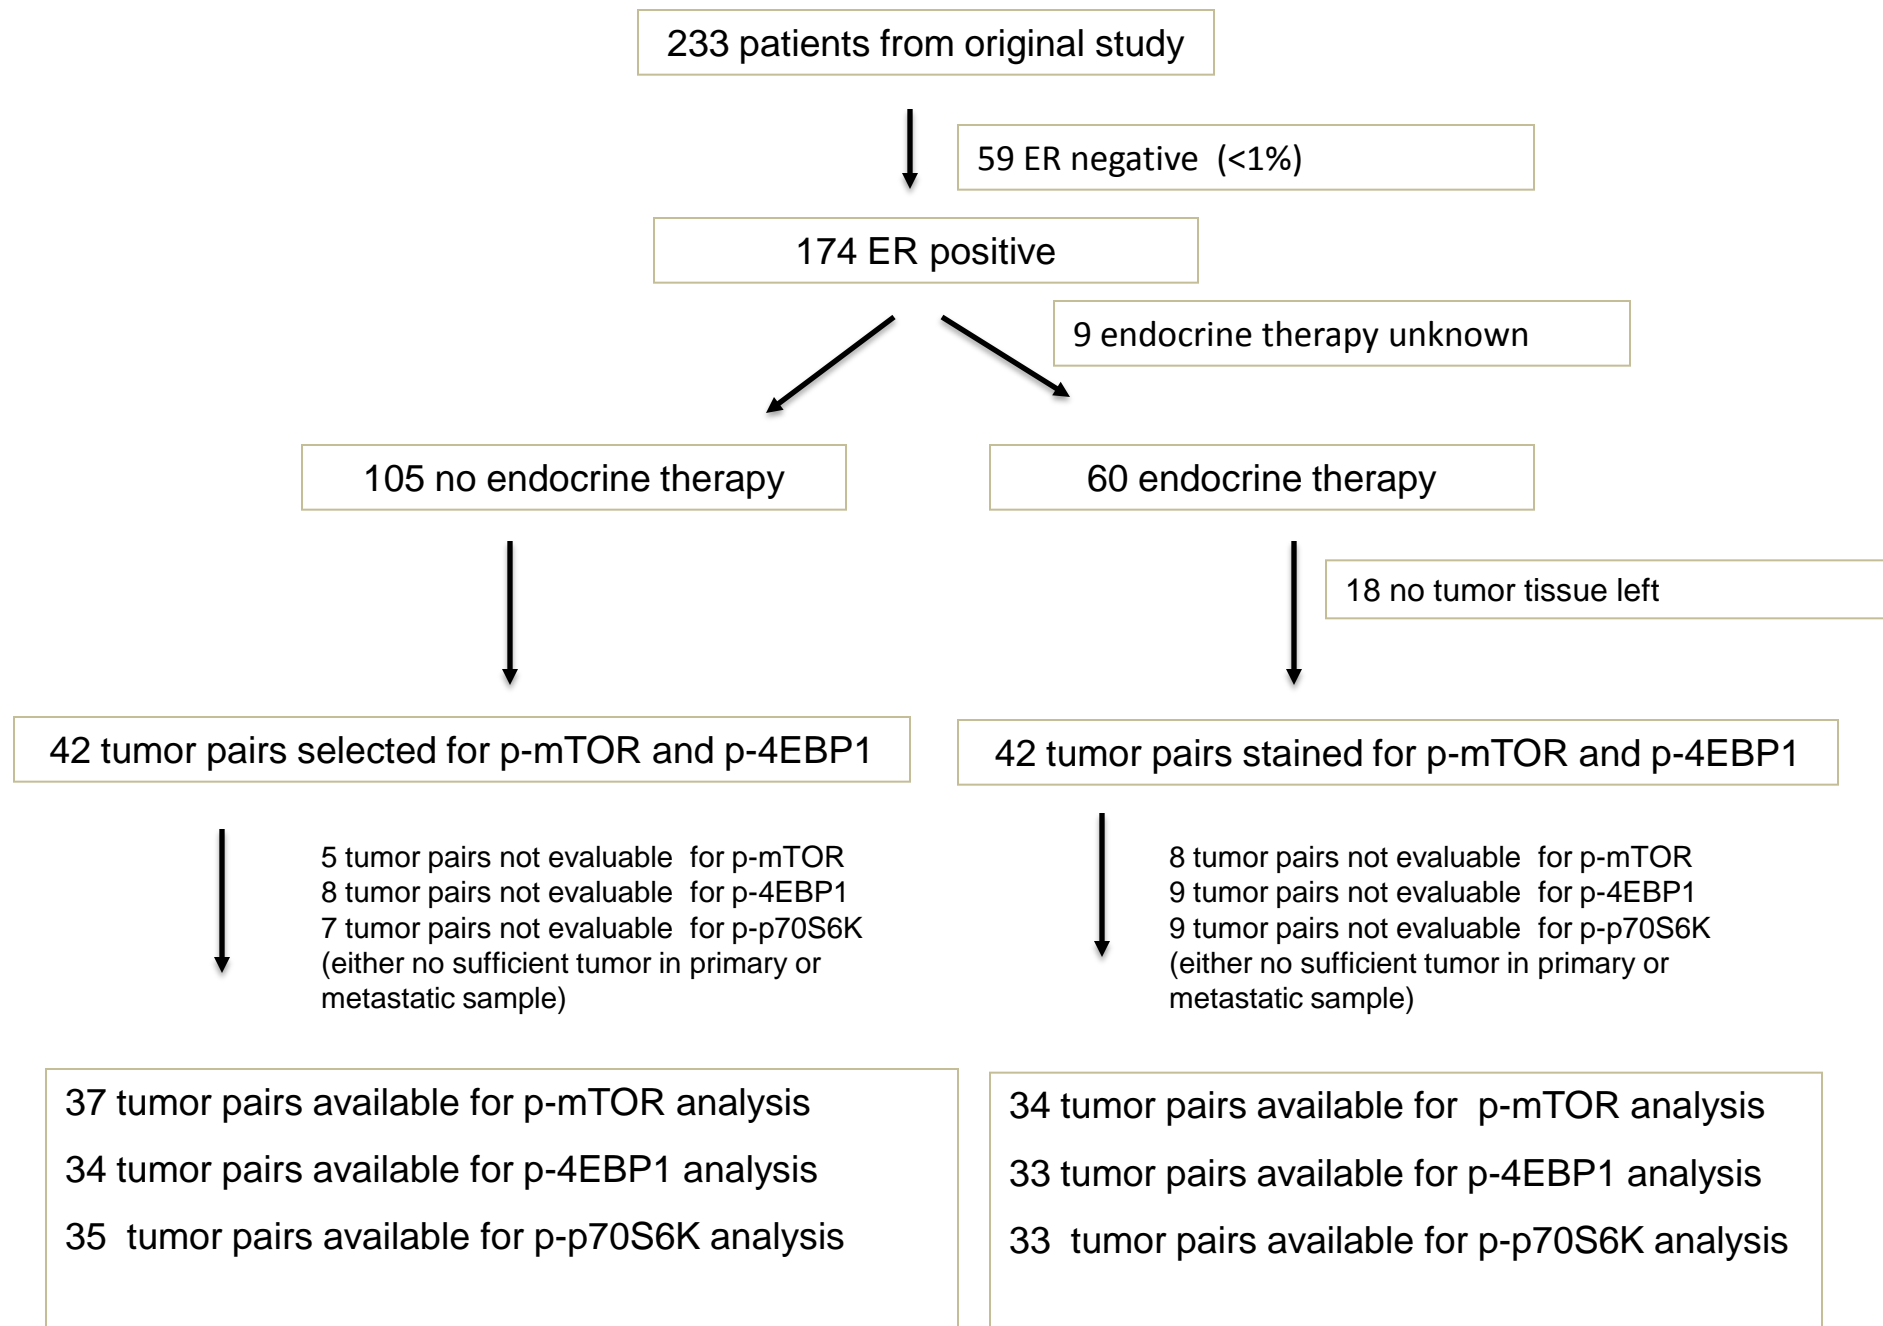 233 patients from original study
59 ER negative (<1%)
174 ER positive
9 endocrine therapy unknown
105 no endocrine therapy
60 endocrine therapy
18 no tumor tissue left
42 tumor pairs selected for p-mTOR and p-4EBP1
42 tumor pairs stained for p-mTOR and p-4EBP1
5 tumor pairs not evaluable for p-mTOR
8 tumor pairs not evaluable for p-4EBP1
7 tumor pairs not evaluable for p-p70S6K
(either no sufficient tumor in primary or
metastatic sample)
8 tumor pairs not evaluable for p-mTOR
9 tumor pairs not evaluable for p-4EBP1
9 tumor pairs not evaluable for p-p70S6K
(either no sufficient tumor in primary or
metastatic sample)
37 tumor pairs available for p-mTOR analysis
34 tumor pairs available for p-4EBP1 analysis
35 tumor pairs available for p-p70S6K analysis
34 tumor pairs available for p-mTOR analysis
33 tumor pairs available for p-4EBP1 analysis
33 tumor pairs available for p-p70S6K analysis